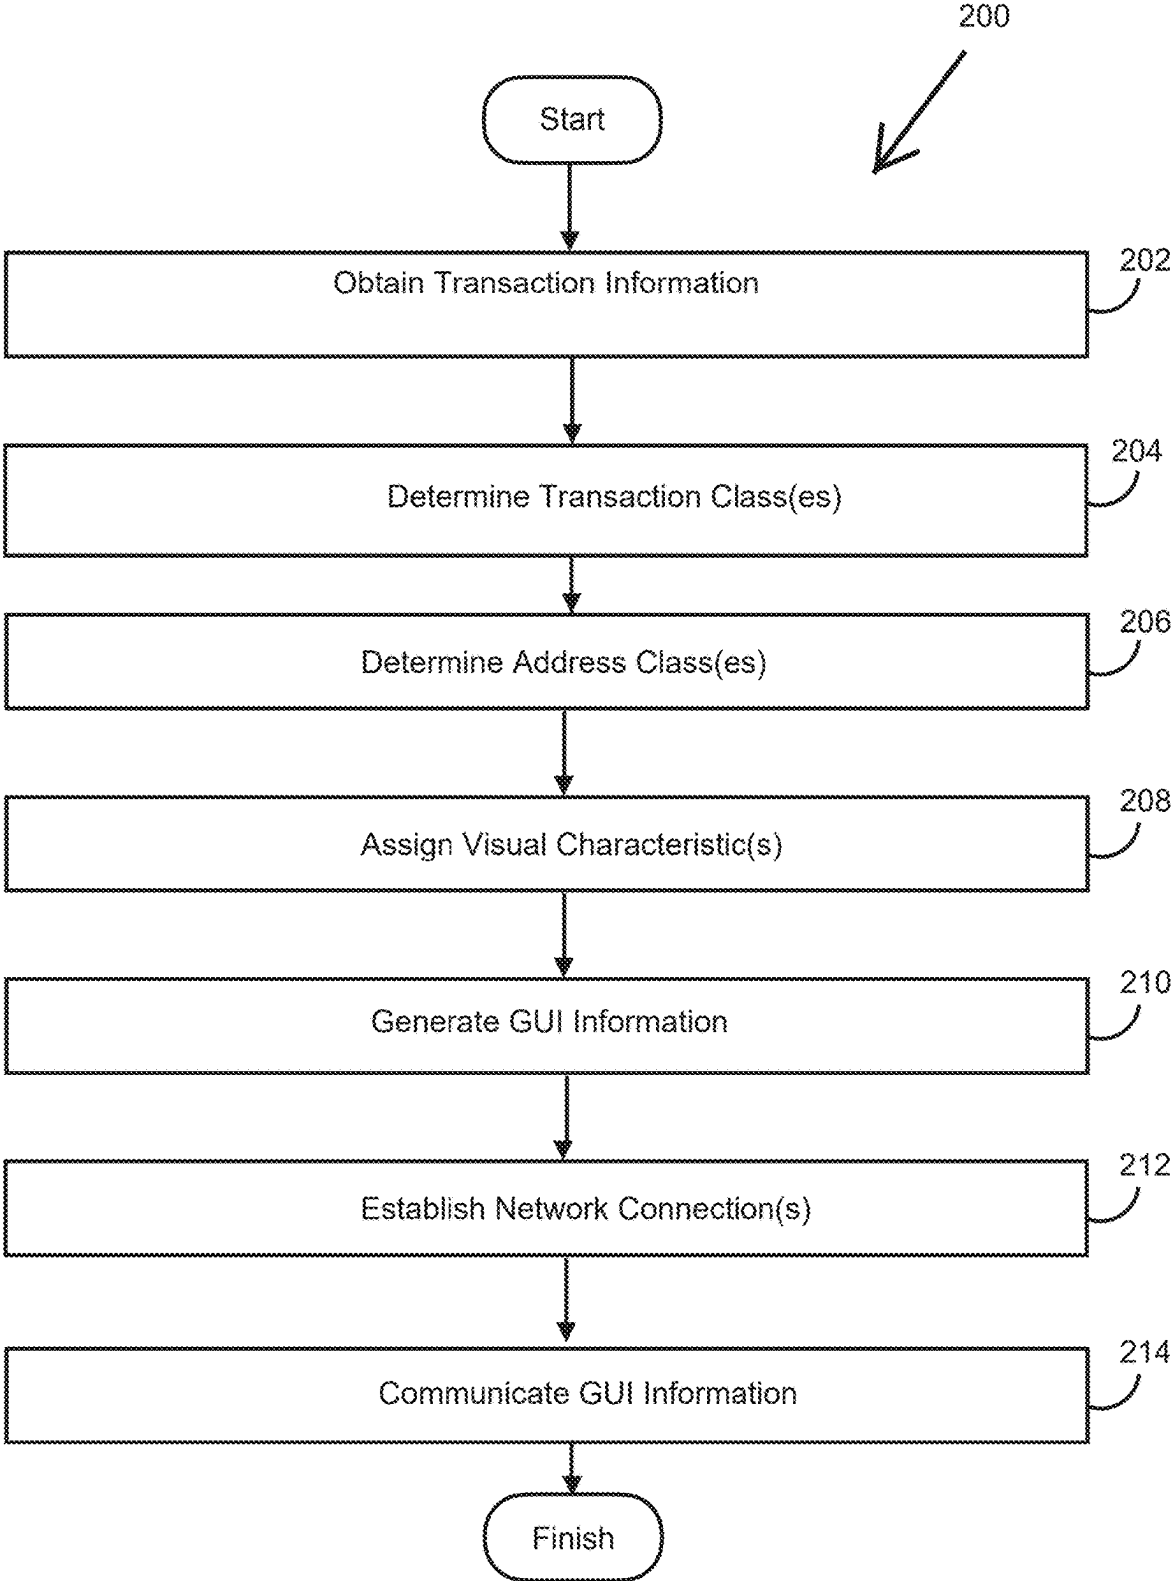 200
Start
Obtain Transaction Information
202
Determine Transaction Class(es)
204
Determine Address Class(es)
206
Assign Visual Characteristic(s)
208
Generate GUI Information
210
Establish Network Connection(s)
212
Communicate GUI Information
214
Finish